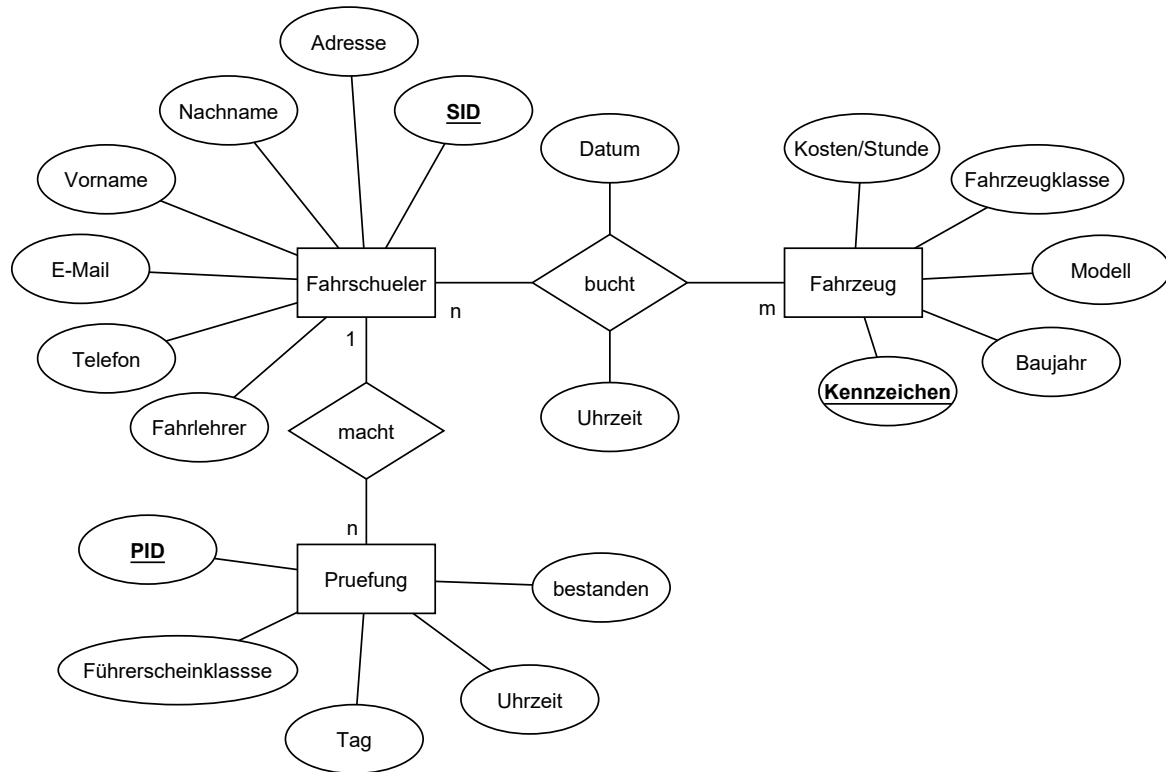 Adresse
Nachname
SID
Vorname
Datum
Kosten/Stunde
Fahrzeugklasse
E-Mail
Fahrschueler
n
bucht
m
Fahrzeug
Modell
1
Telefon
Baujahr
Kennzeichen
Fahrlehrer
macht
Uhrzeit
n
PID
Pruefung
bestanden
Führerscheinklassse
Uhrzeit
Tag